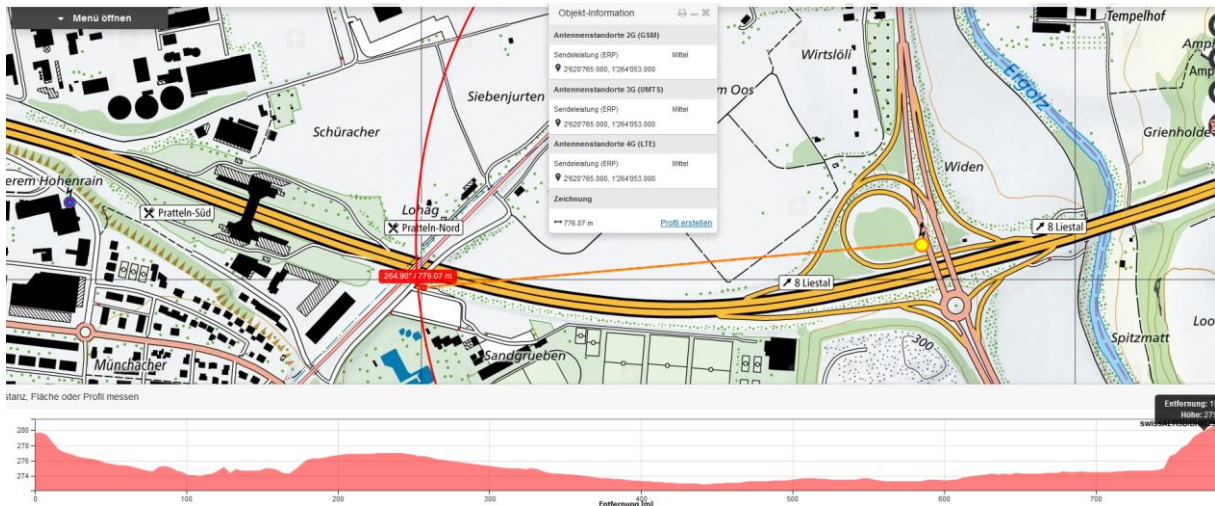 Menü öffnen
Objekt-Information
Antennenstandorte 2G (GSM)
Sendeleistung (ERP) Mittel
2'620'765.000, 1'264'053.000
Antennenstandorte 3G (UMTS)
Sendeleistung (ERP) Mittel
2'620'765.000, 1'264'053.000
Antennenstandorte 4G (LTE)
Sendeleistung (ERP) Mittel
2'620'765.000, 1'264'053.000
Zeichnung
776.07 m Profil erstellen
Tempelhof
Wirtslöli
Siebenjurten
m Oos
Ergolz
Schüracher
Grienholde
Widen
erem Hohenrain
Pratteln-Süd
Lohag
Pratteln-Nord
8 Liestal
264.90° / 776.07 m
8 Liestal
Spitzmatt
Sandgrueben
300
Münchacher
stanz, Fläche oder Profil messen
Entfernung: 
Höhe: 275
280
278
276
274
0 100 200 300 400 500 600 700
Entfernung [m]